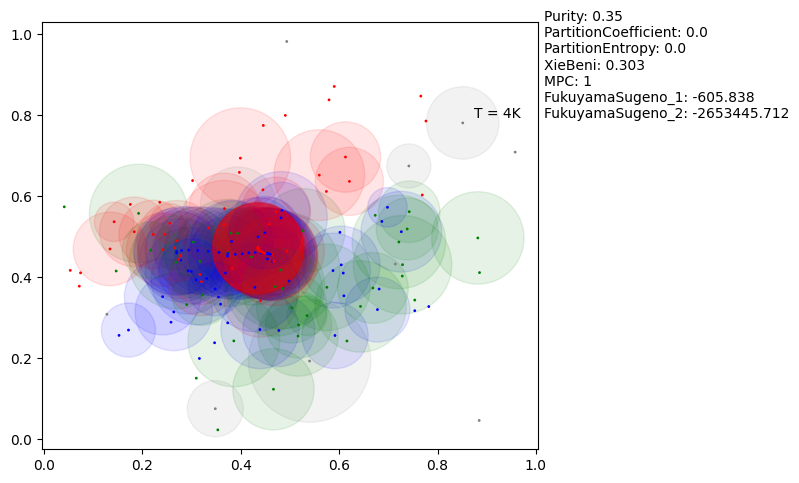 Purity: 0.35
PartitionCoefficient: 0.0
PartitionEntropy: 0.0
XieBeni: 0.303
MPC: 1
FukuyamaSugeno_1: -605.838
FukuyamaSugeno_2: -2653445.712
T = 4K
1.0
0.8
0.6
0.4
0.2
0.0
0.0 0.2 0.4 0.6 0.8 1.0